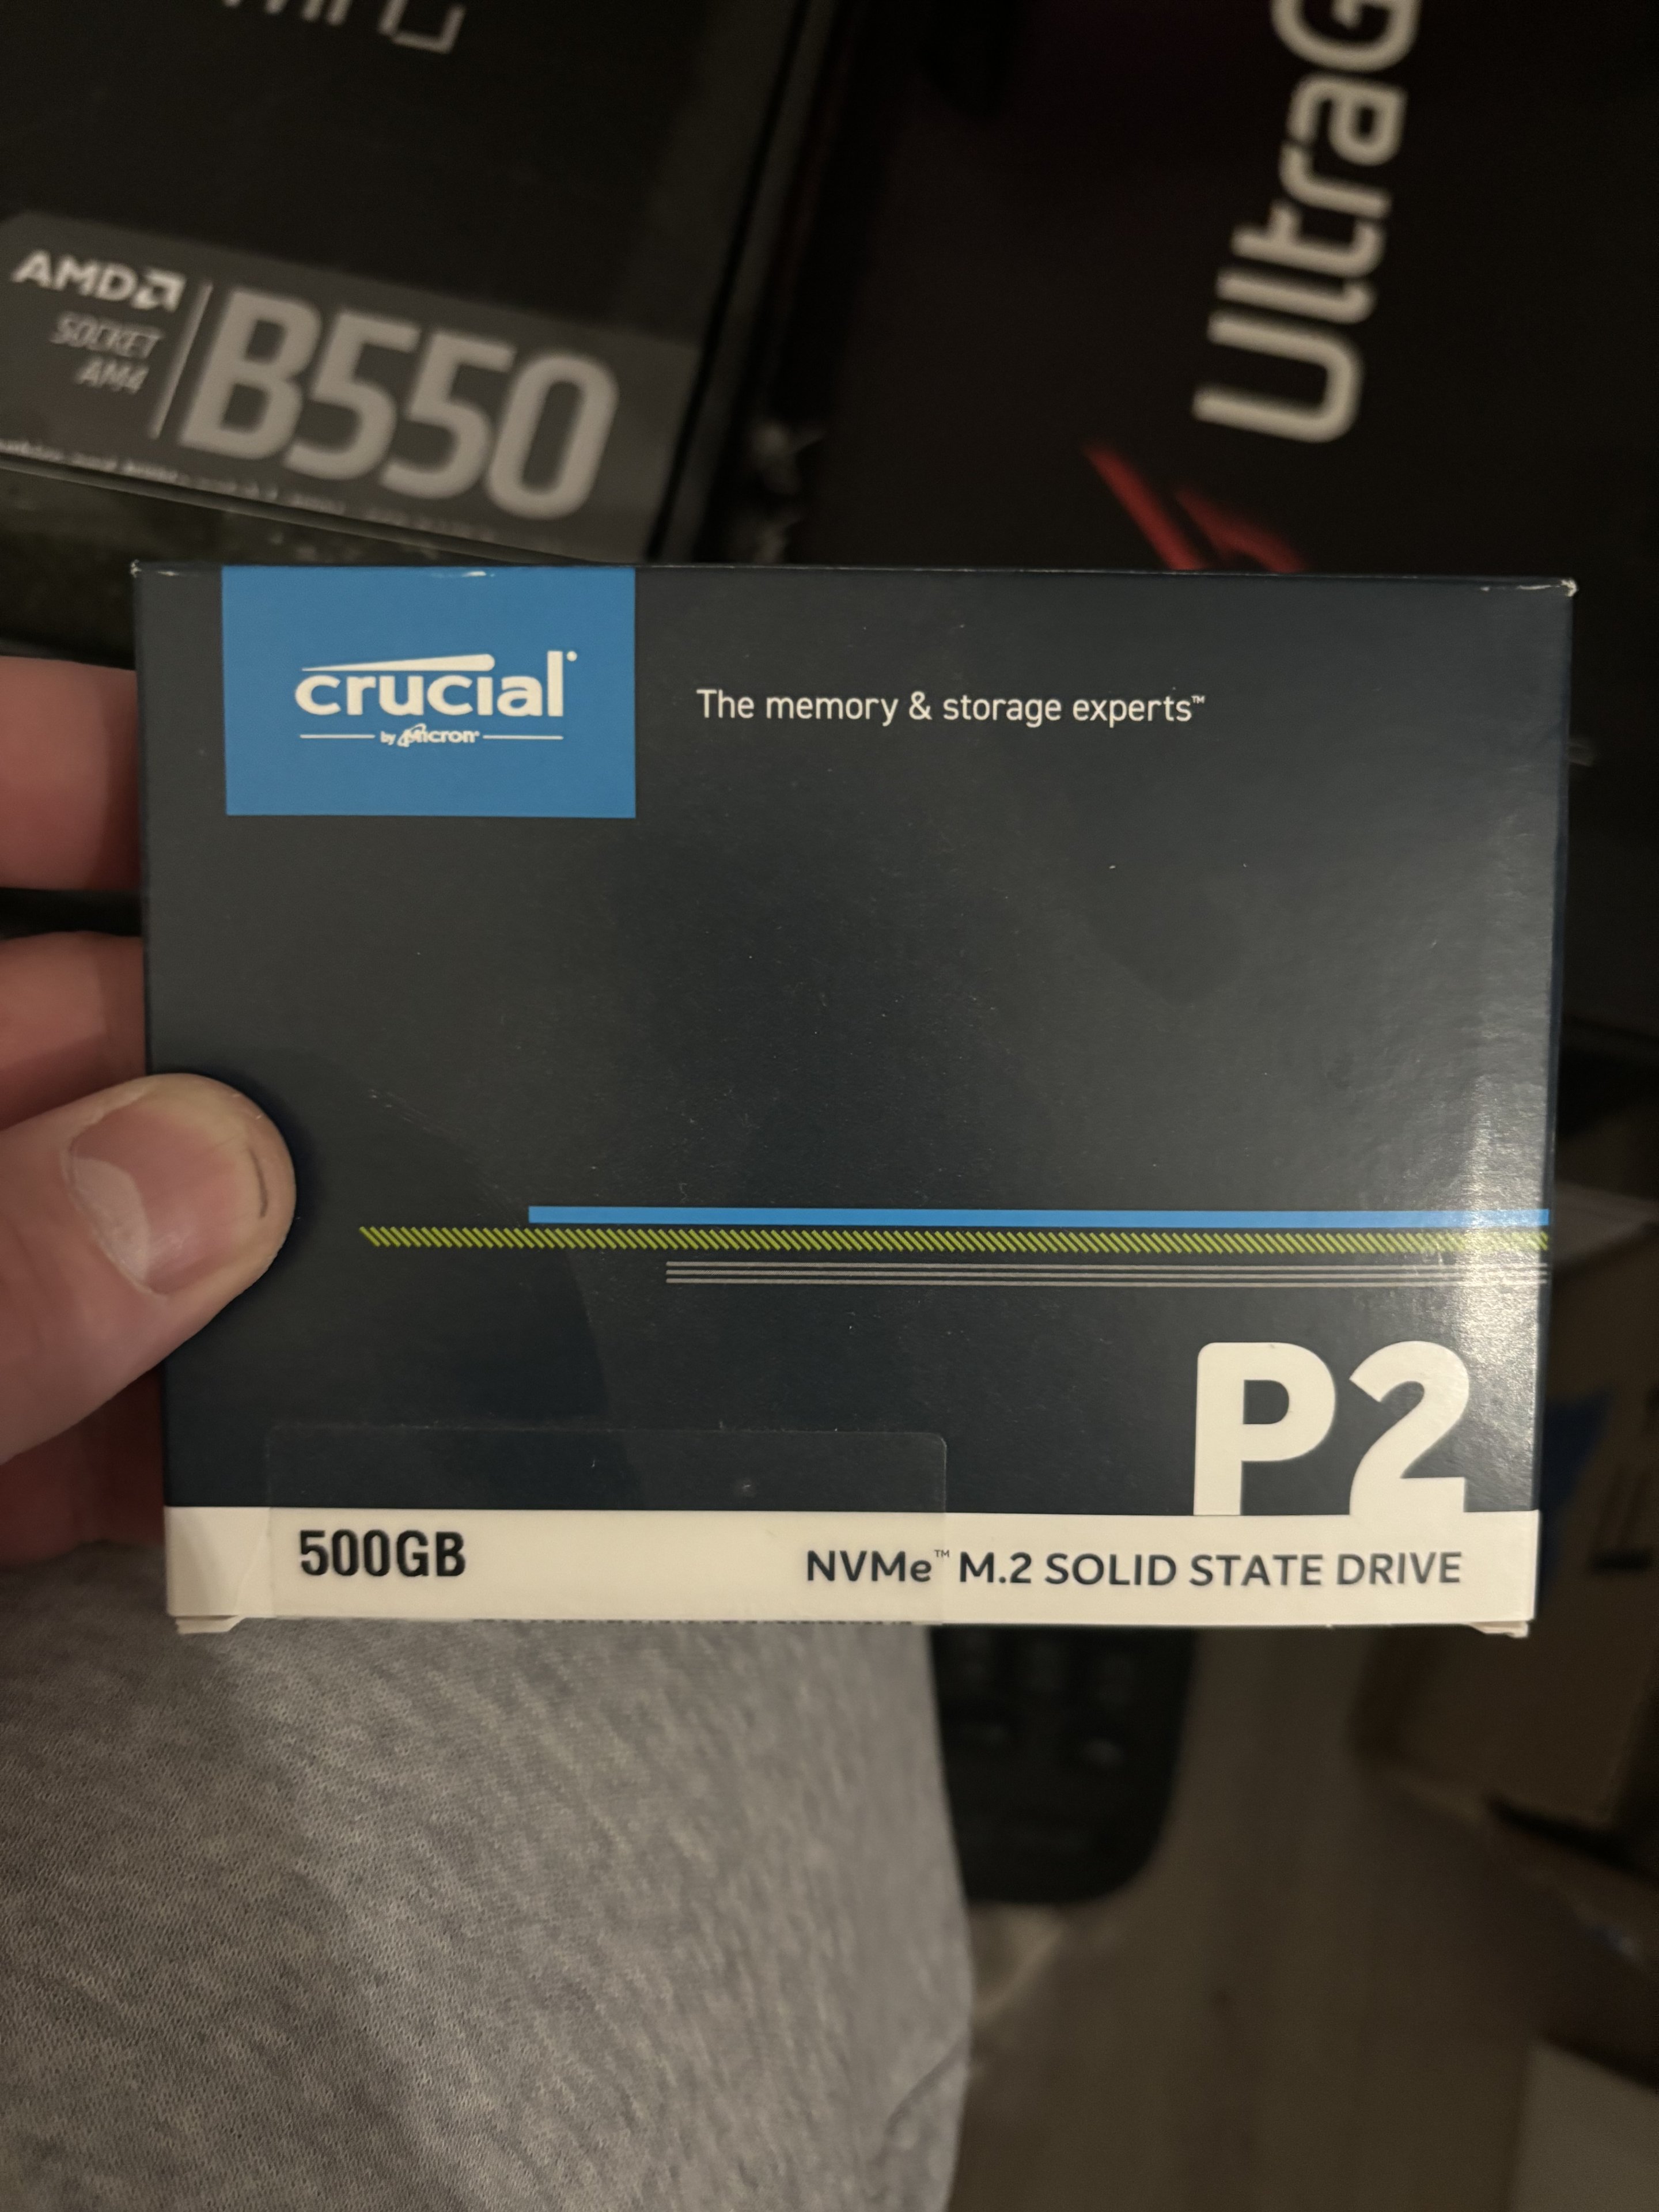 AMD
SOCKET
AM4
B550
UltraG
crucial
by Micron®
The memory & storage experts™
P2
500GB
NVMe™ M.2 SOLID STATE DRIVE